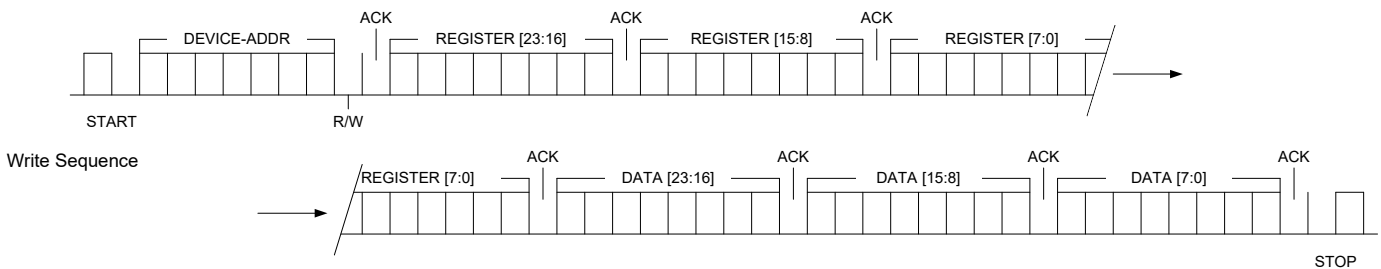 ACK ACK ACK
DEVICE-ADDR REGISTER [23:16] REGISTER [15:8] REGISTER [7:0]
START R/W
Write Sequence
ACK ACK ACK ACK
REGISTER [7:0] DATA [23:16] DATA [15:8] DATA [7:0]
STOP